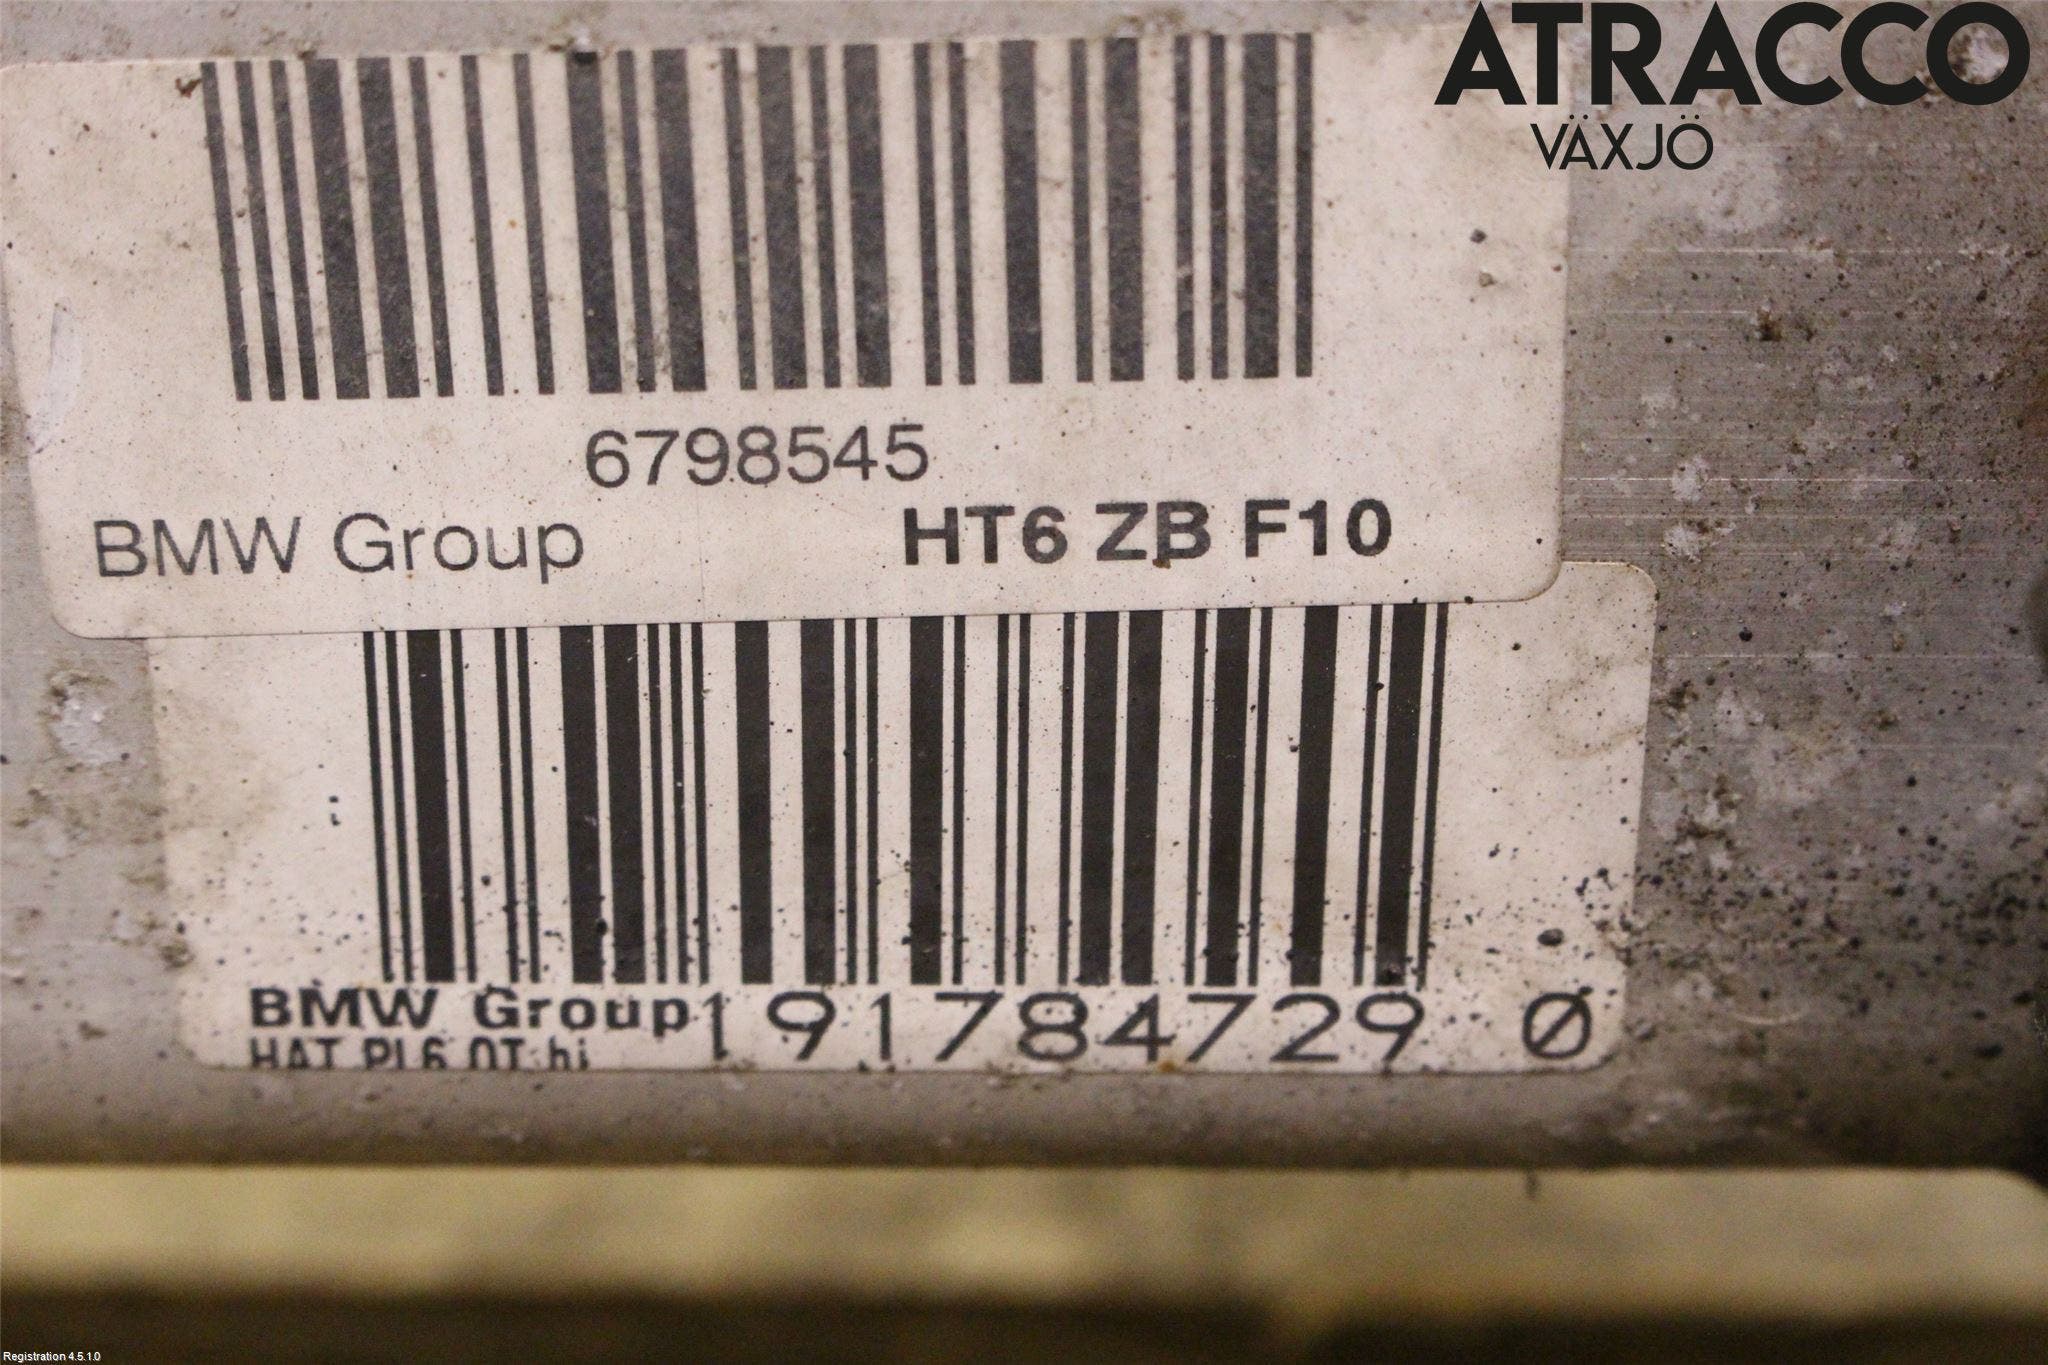 ATRACCO
VÄXJÖ
6798545
BMW Group HT6 ZB F10
BMW Group 191784729 0
HAT PL6 OT hi
Registration 4.5.1.0